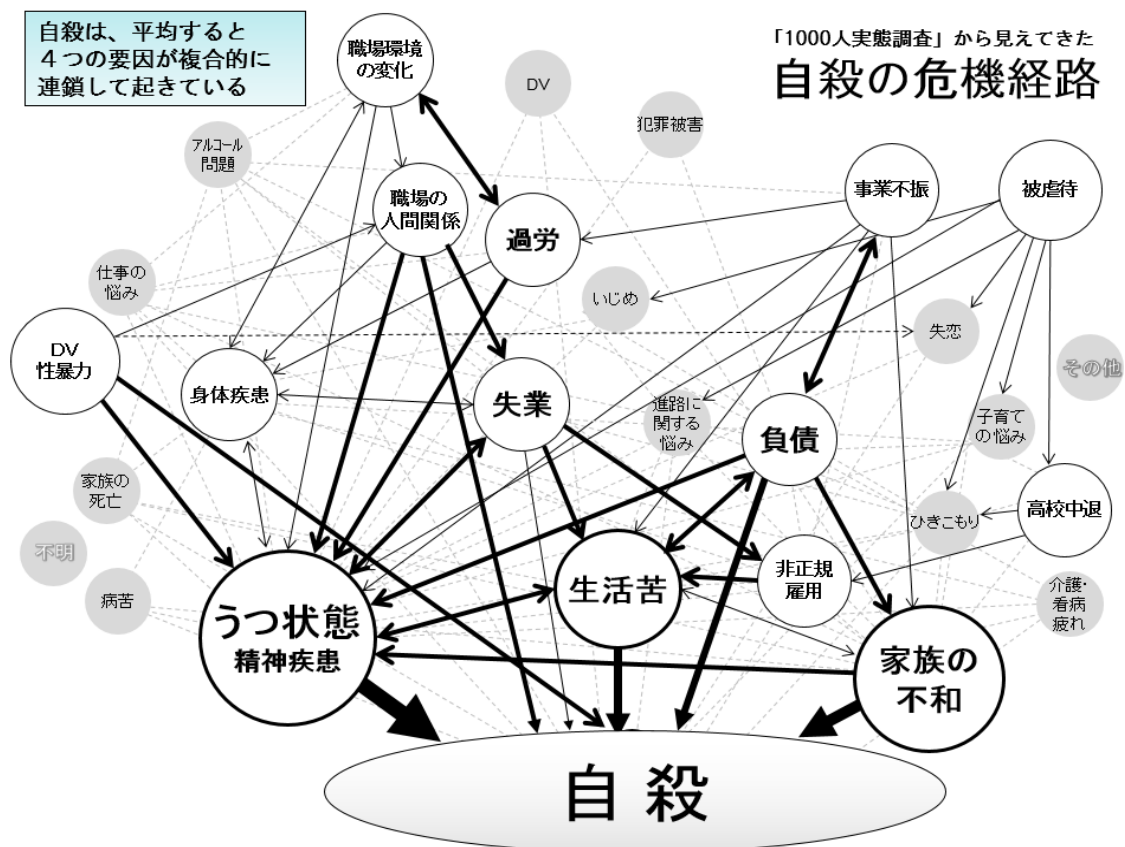 自殺は、平均すると
４つの要因が複合的に
連鎖して起きている
「1000人実態調査」から見えてきた
自殺の危機経路
職場環境
の変化
DV
犯罪被害
アルコール
問題
職場の
人間関係
過労
事業不振
被虐待
仕事の
悩み
いじめ
失恋
DV
性暴力
その他
身体疾患
失業
進路に
関する
悩み
負債
子育て
の悩み
家族の
死亡
高校中退
ひきこもり
不明
病苦
うつ状態
精神疾患
生活苦
非正規
雇用
介護・
看病
疲れ
家族の
不和
自殺